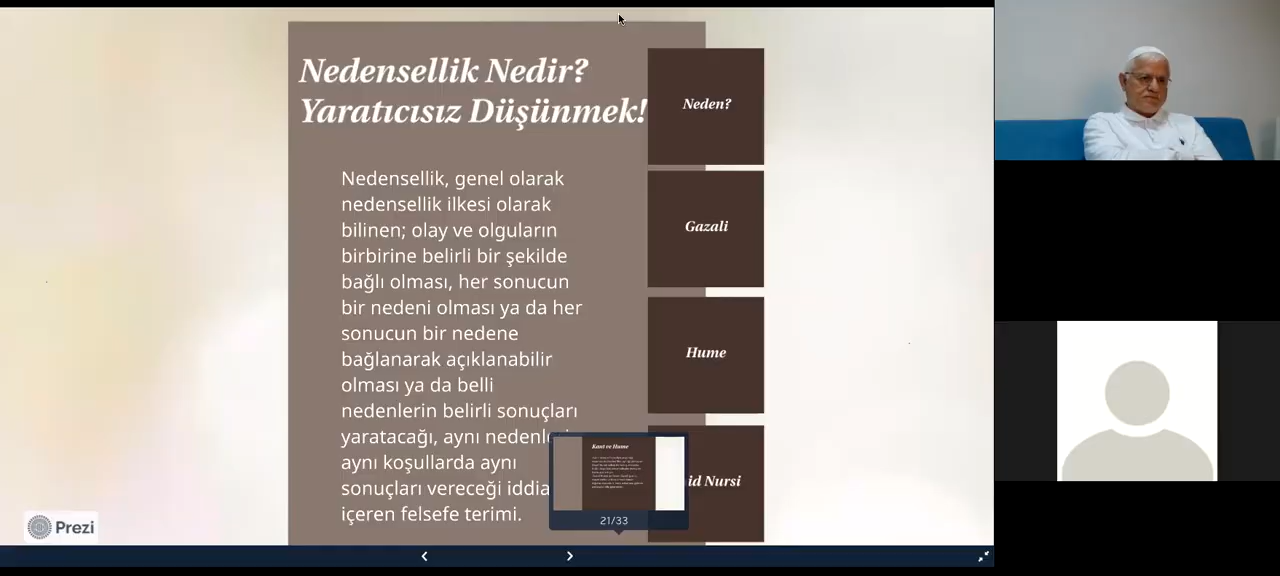 Nedensellik Nedir?
Yaratıcısız Düşünmek!
Nedensellik, genel olarak
nedensellik ilkesi olarak
bilinen; olay ve olguların
birbirine belirli bir şekilde
bağlı olması, her sonucun
bir nedeni olması ya da her
sonucun bir nedene
bağlanarak açıklanabilir
olması ya da belli
nedenlerin belirli sonuçları
yaratacağı, aynı
aynı koşullarda aynı
sonuçları vereceği
içeren felsefe terimi.
Neden?
Gazali
Hume
id Nursi
Kant ve Hume
21/33
Prezi